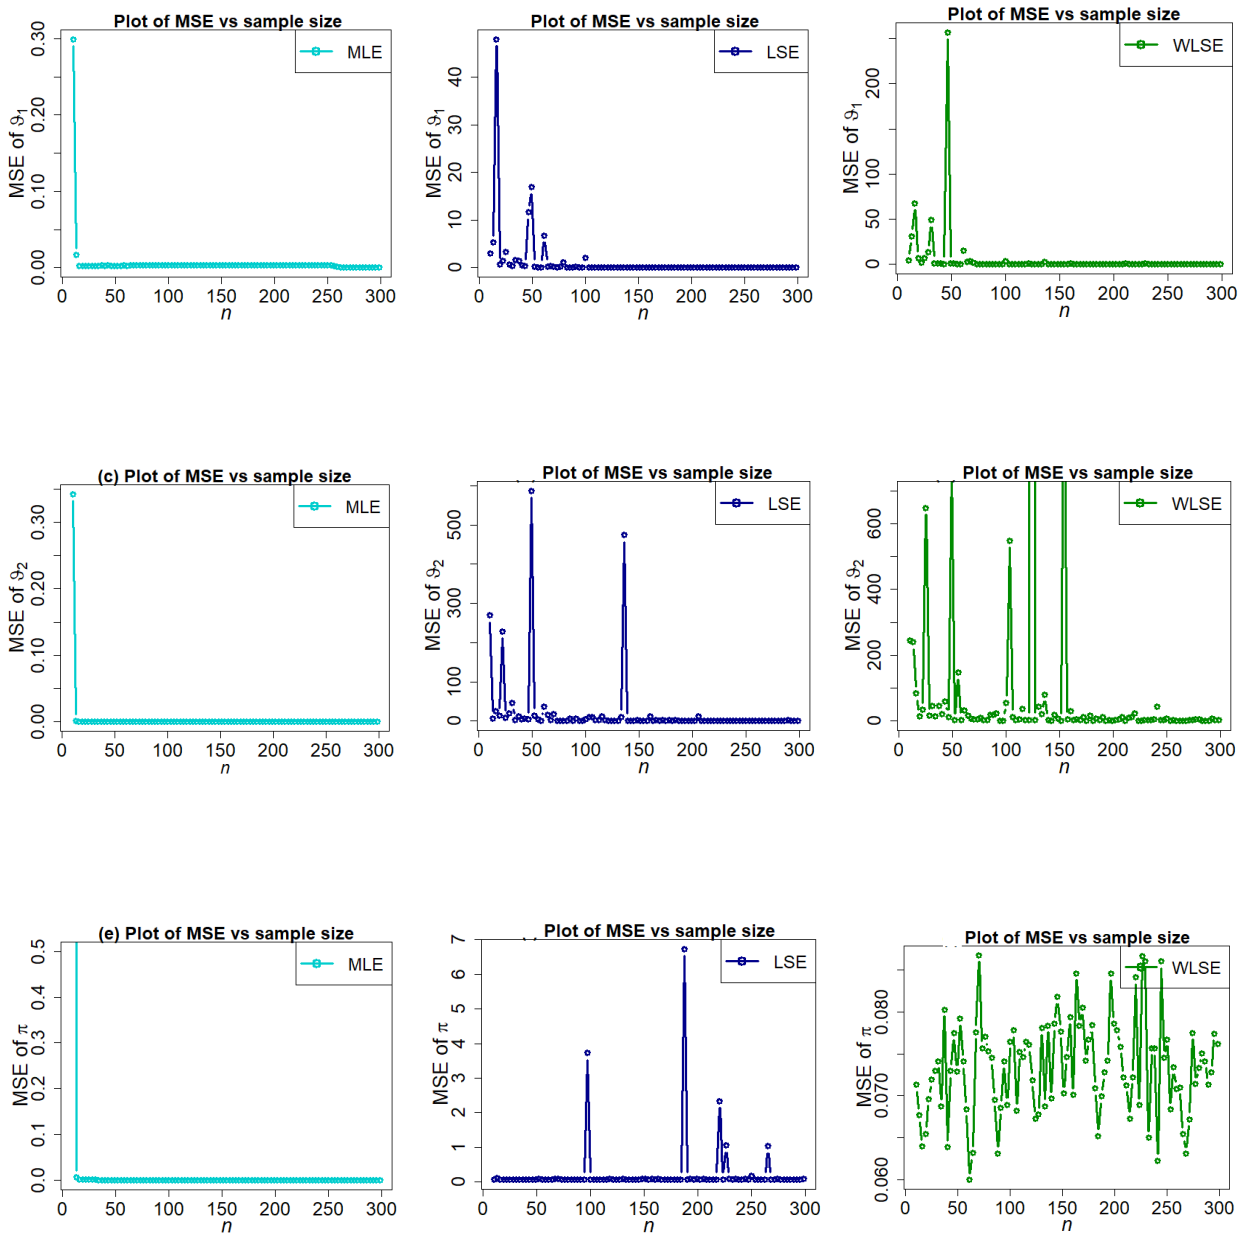 Plot of MSE vs sample size
MLE
MSE of ϑ1
0.00 0.10 0.20 0.30
0 50 100 150 200 250 300
n
Plot of MSE vs sample size
LSE
MSE of ϑ1
0 10 20 30 40
0 50 100 150 200 250 300
n
Plot of MSE vs sample size
WLSE
MSE of ϑ1
0 50 100 200
0 50 100 150 200 250 300
n
(c) Plot of MSE vs sample size
MLE
MSE of ϑ2
0.00 0.10 0.20 0.30
0 50 100 150 200 250 300
n
Plot of MSE vs sample size
LSE
MSE of ϑ2
0 100 300 500
0 50 100 150 200 250 300
n
Plot of MSE vs sample size
WLSE
MSE of ϑ2
0 200 400 600
0 50 100 150 200 250 300
n
(e) Plot of MSE vs sample size
MLE
MSE of π
0.0 0.1 0.2 0.3 0.4 0.5
0 50 100 150 200 250 300
n
Plot of MSE vs sample size
LSE
MSE of π
0 1 2 3 4 5 6 7
0 50 100 150 200 250 300
n
Plot of MSE vs sample size
WLSE
MSE of π
0.060 0.070 0.080
0 50 100 150 200 250 300
n